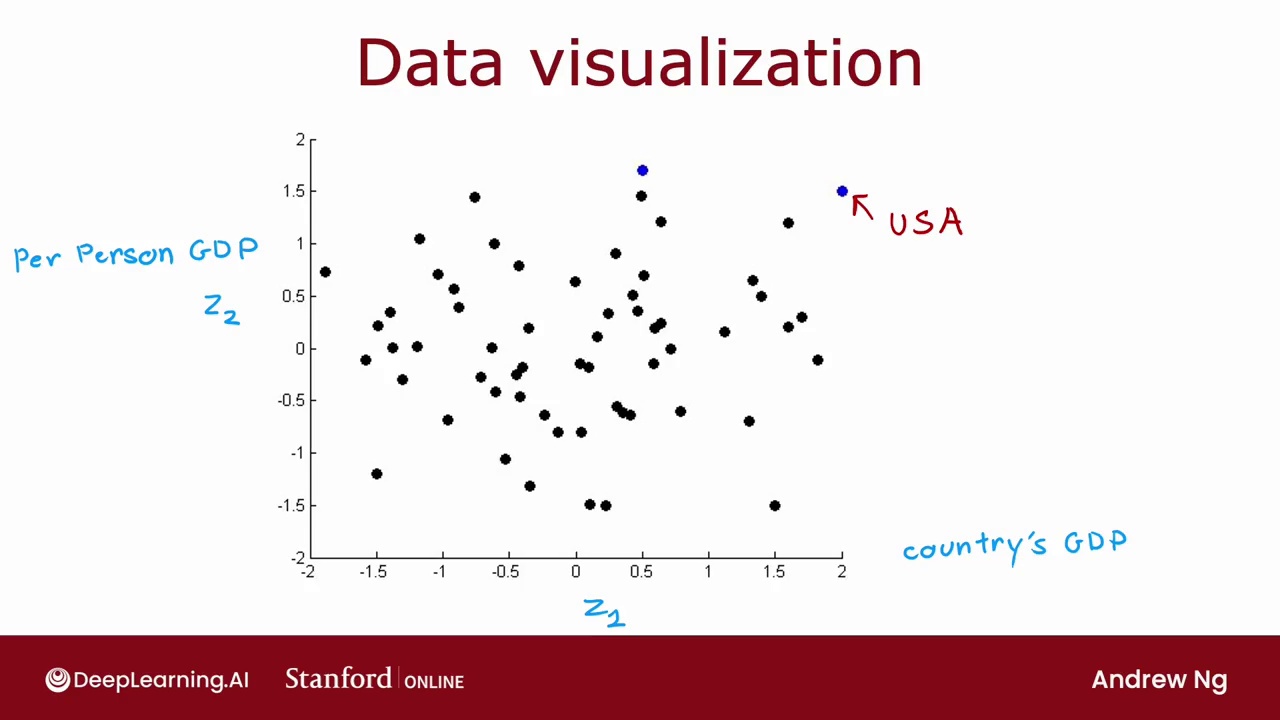 Data visualization
2
1.5
1
0.5
0
-0.5
-1
-1.5
-2
-2 -1.5 -1 -0.5 0 0.5 1 1.5 2
Per Person GDP
z2
USA
country's GDP
z1
DeepLearning.AI Stanford | ONLINE Andrew Ng